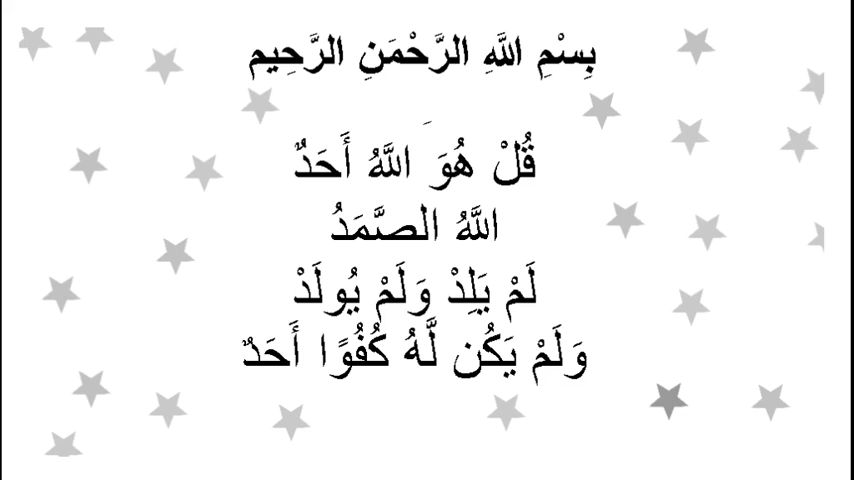 بِسْمِ اللَّهِ الرَّحْمَنِ الرَّحِيم
قُلْ هُوَ اللَّهُ أَحَدٌ
اللَّهُ الصَّمَدُ
لَمْ يَلِدْ وَلَمْ يُولَدْ
وَلَمْ يَكُن لَّهُ كُفُوًا أَحَدٌ